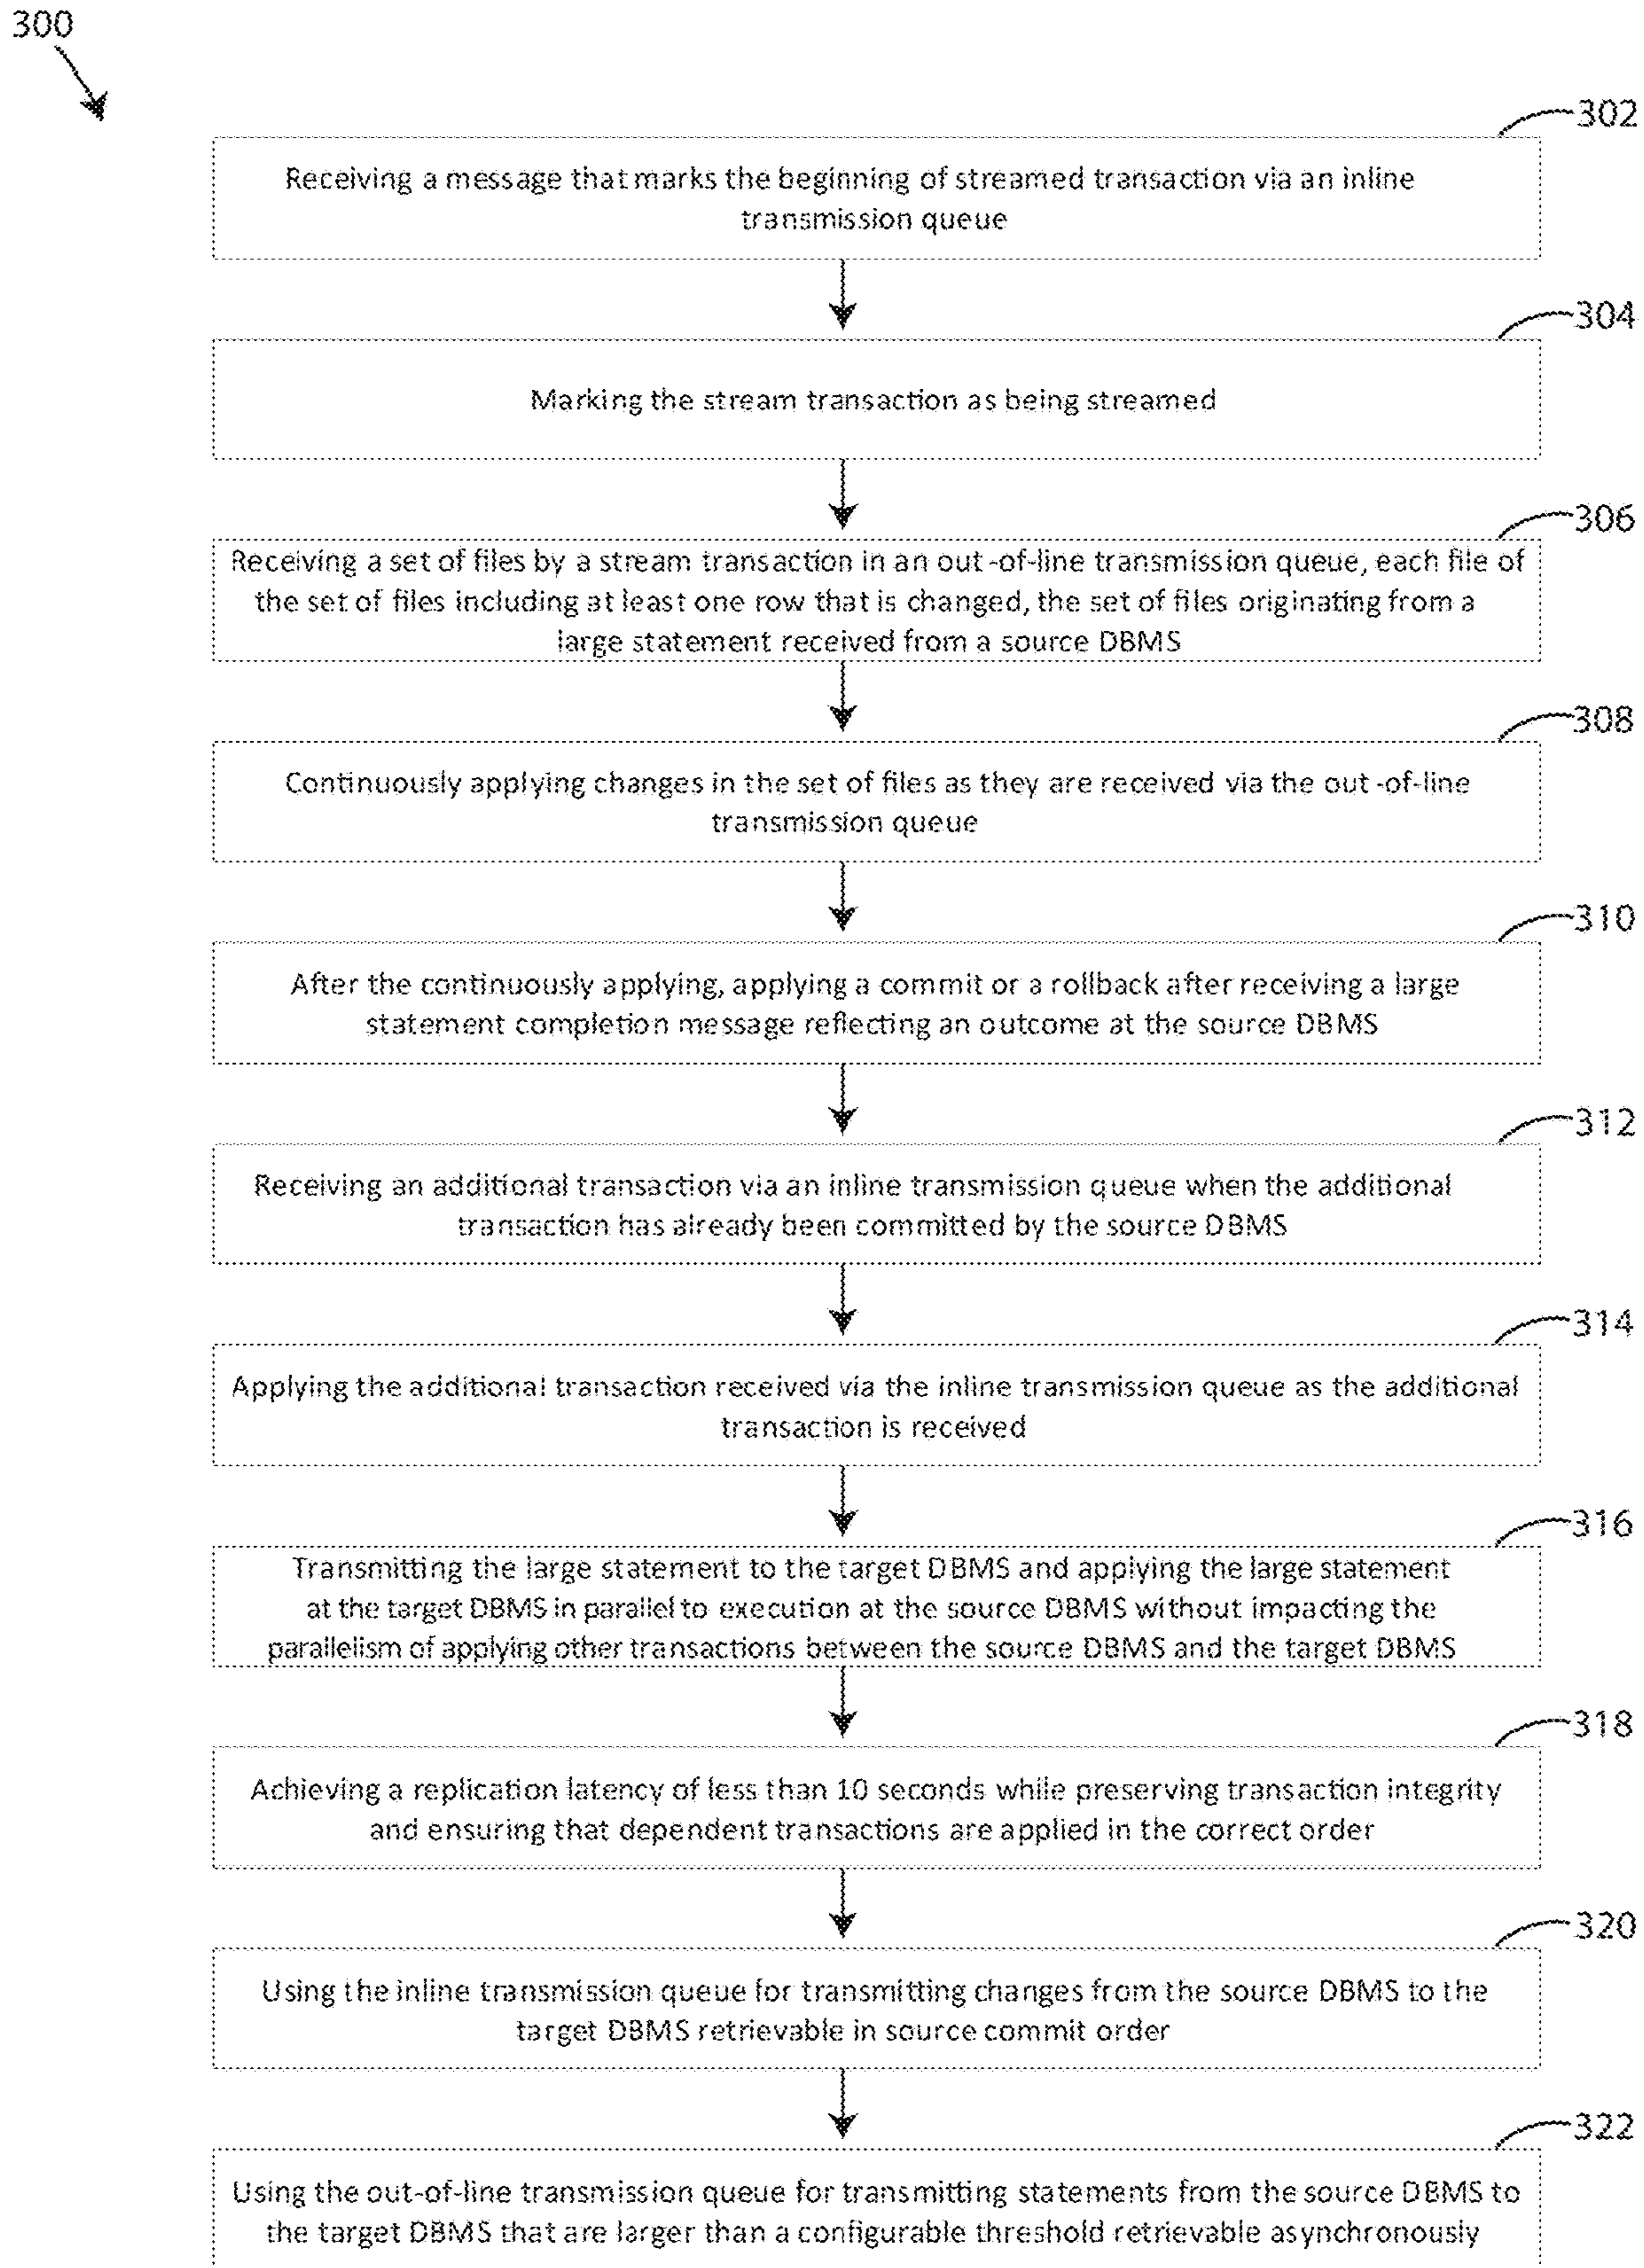 300
302
Receiving a message that marks the beginning of streamed transaction via an inline
transmission queue
304
Marking the stream transaction as being streamed
306
Receiving a set of files by a stream transaction in an out-of-line transmission queue, each file of
the set of files including at least one row that is changed, the set of files originating from a
large statement received from a source DBMS
308
Continuously applying changes in the set of files as they are received via the out-of-line
transmission queue
310
After the continuously applying, applying a commit or a rollback after receiving a large
statement completion message reflecting an outcome at the source DBMS
312
Receiving an additional transaction via an inline transmission queue when the additional
transaction has already been committed by the source DBMS
314
Applying the additional transaction received via the inline transmission queue as the additional
transaction is received
316
Transmitting the large statement to the target DBMS and applying the large statement
at the target DBMS in parallel to execution at the source DBMS without impacting the
parallelism of applying other transactions between the source DBMS and the target DBMS
318
Achieving a replication latency of less than 10 seconds while preserving transaction integrity
and ensuring that dependent transactions are applied in the correct order
320
Using the inline transmission queue for transmitting changes from the source DBMS to the
target DBMS retrievable in source commit order
322
Using the out-of-line transmission queue for transmitting statements from the source DBMS to
the target DBMS that are larger than a configurable threshold retrievable asynchronously